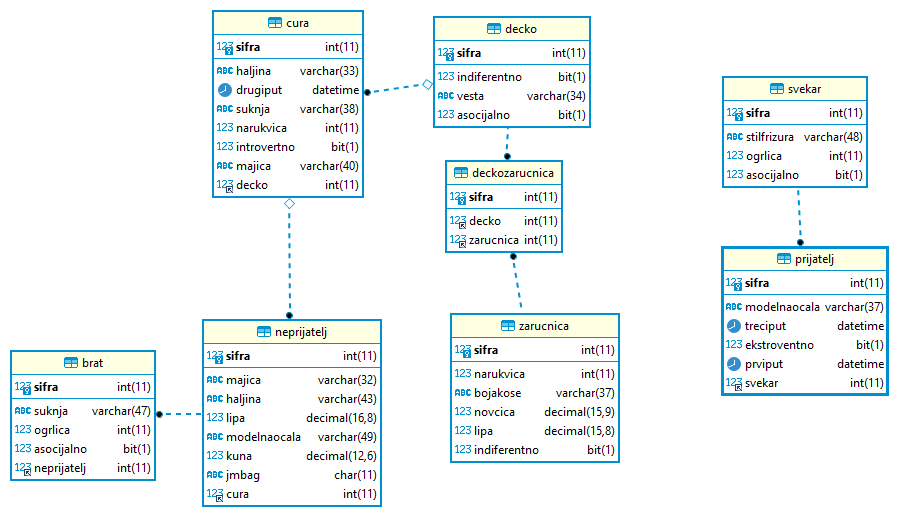 cura
123 sifra int(11)
ABC haljina varchar(33)
drugiput datetime
ABC suknja varchar(38)
123 narukvica int(11)
123 introvertno bit(1)
ABC majica varchar(40)
123 decko int(11)
decko
123 sifra int(11)
123 indiferentno bit(1)
ABC vesta varchar(34)
123 asocijalno bit(1)
svekar
123 sifra int(11)
ABC stilfrizura varchar(48)
123 ogrlica int(11)
123 asocijalno bit(1)
deckozarucnica
123 sifra int(11)
123 decko int(11)
123 zarucnica int(11)
prijatelj
123 sifra int(11)
ABC modelnaocala varchar(37)
treciput datetime
123 ekstroventno bit(1)
prviput datetime
123 svekar int(11)
neprijatelj
123 sifra int(11)
ABC majica varchar(32)
ABC haljina varchar(43)
123 lipa decimal(16,8)
ABC modelnaocala varchar(49)
123 kuna decimal(12,6)
ABC jmbag char(11)
123 cura int(11)
zarucnica
123 sifra int(11)
123 narukvica int(11)
ABC bojakose varchar(37)
123 novcica decimal(15,9)
123 lipa decimal(15,8)
123 indiferentno bit(1)
brat
123 sifra int(11)
ABC suknja varchar(47)
123 ogrlica int(11)
123 asocijalno bit(1)
123 neprijatelj int(11)